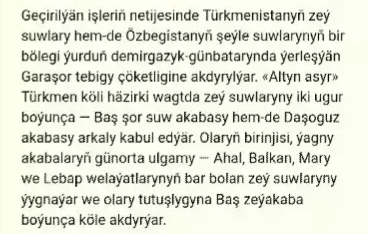 Geçirilýän işleriň netijesinde Türkmenistanyň zeý
suwlary hem-de Özbegistanyň şeýle suwlarynyň bir
bölegi ýurduň demirgazyk-günbatarynda ýerleşýän
Garaşor tebigy çöketligine akdyrylýar. «Altyn asyr»
Türkmen köli häzirki wagtda zeý suwlaryny iki ugur
boýunça — Baş şor suw akabasy hem-de Daşoguz
akabasy arkaly kabul edýär. Olaryň birinjisi, ýagny
akabalaryň günorta ulgamy — Ahal, Balkan, Mary
we Lebap welaýatlarynyň bar bolan zeý suwlaryny
ýygnaýar we olary tutuşlygyna Baş zeýakaba
boýunça köle akdyrýar.